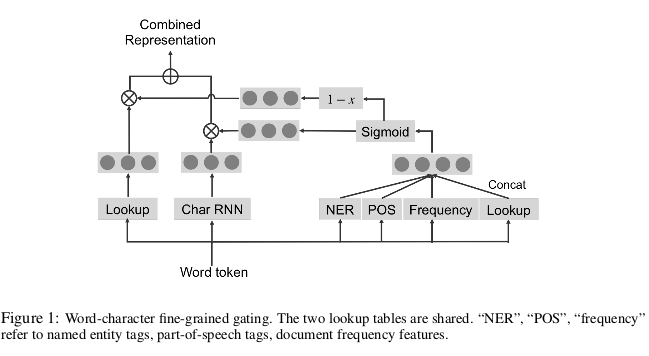 Combined
Representation
1 − x
Sigmoid
Concat
Lookup
Char RNN
NER
POS
Frequency
Lookup
Word token
Figure 1: Word-character fine-grained gating. The two lookup tables are shared. “NER”, “POS”, “frequency”
refer to named entity tags, part-of-speech tags, document frequency features.